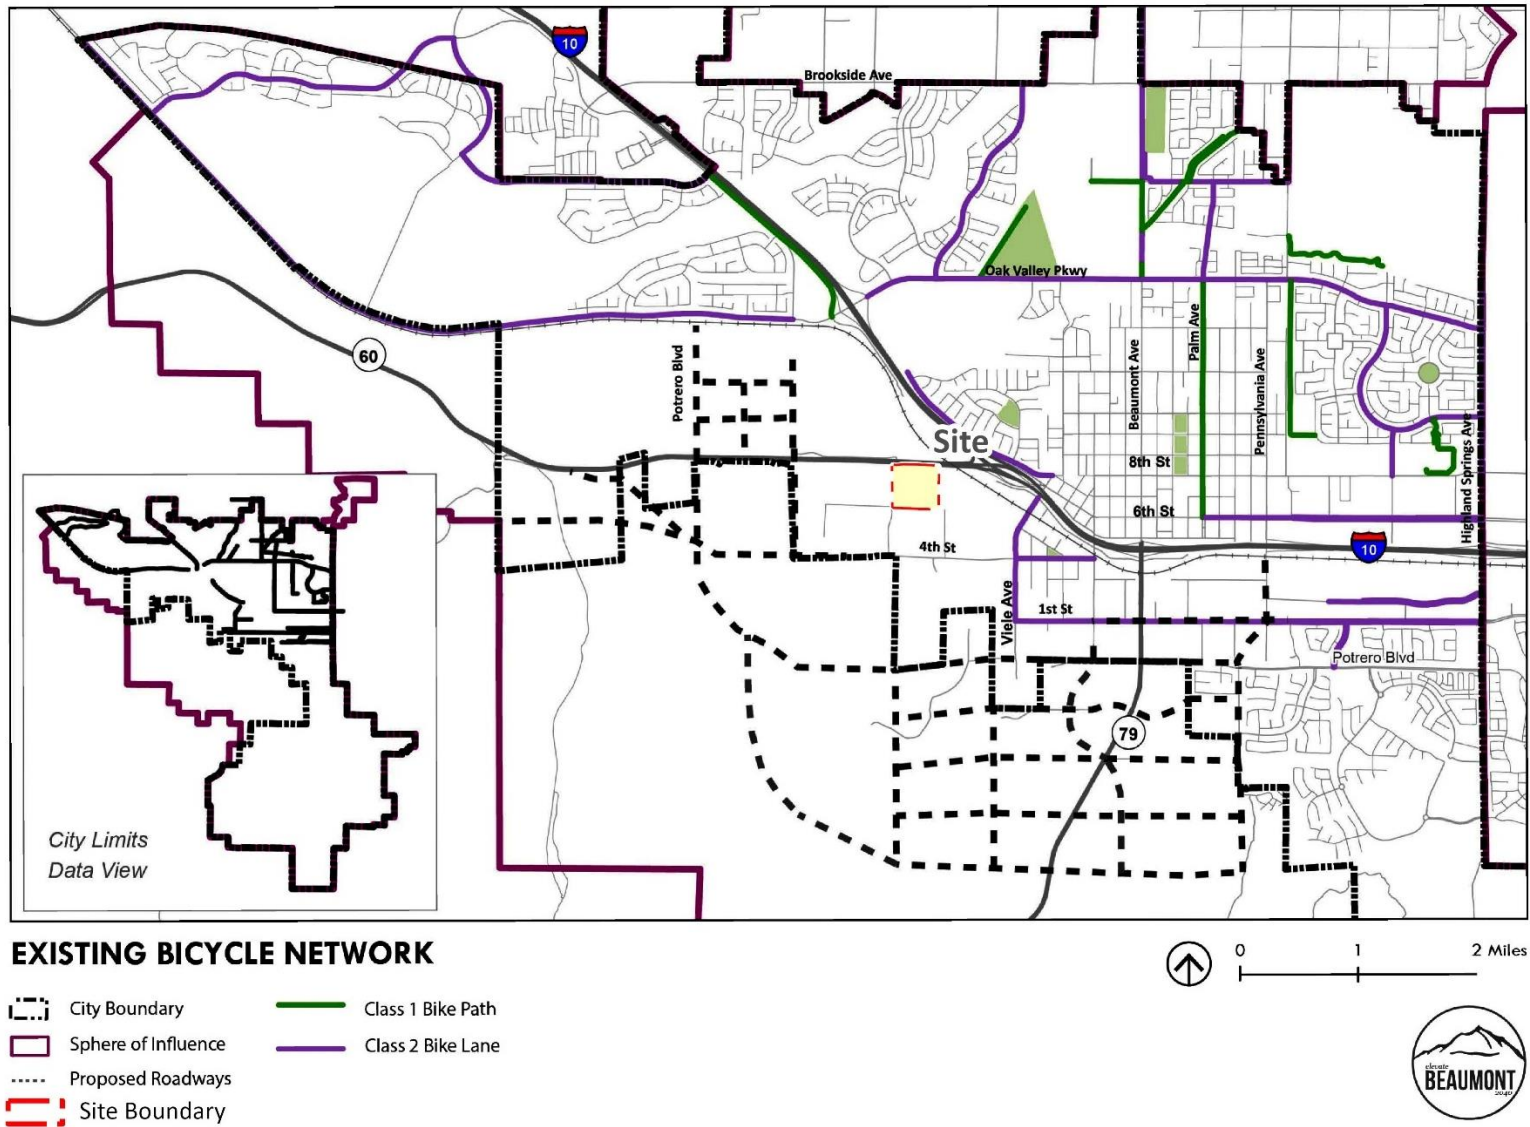 10
Brookside Ave
Oak Valley Pkwy
60
Potrero Blvd
Beaumont Ave
Palm Ave
Pennsylvania Ave
Highland Springs Ave
Site
8th St
6th St
4th St
10
Viele Ave
1st St
Potrero Blvd
79
City Limits
Data View
EXISTING BICYCLE NETWORK
0 1 2 Miles
City Boundary
Class 1 Bike Path
Sphere of Influence
Class 2 Bike Lane
Proposed Roadways
Site Boundary
elevate
BEAUMONT
2040